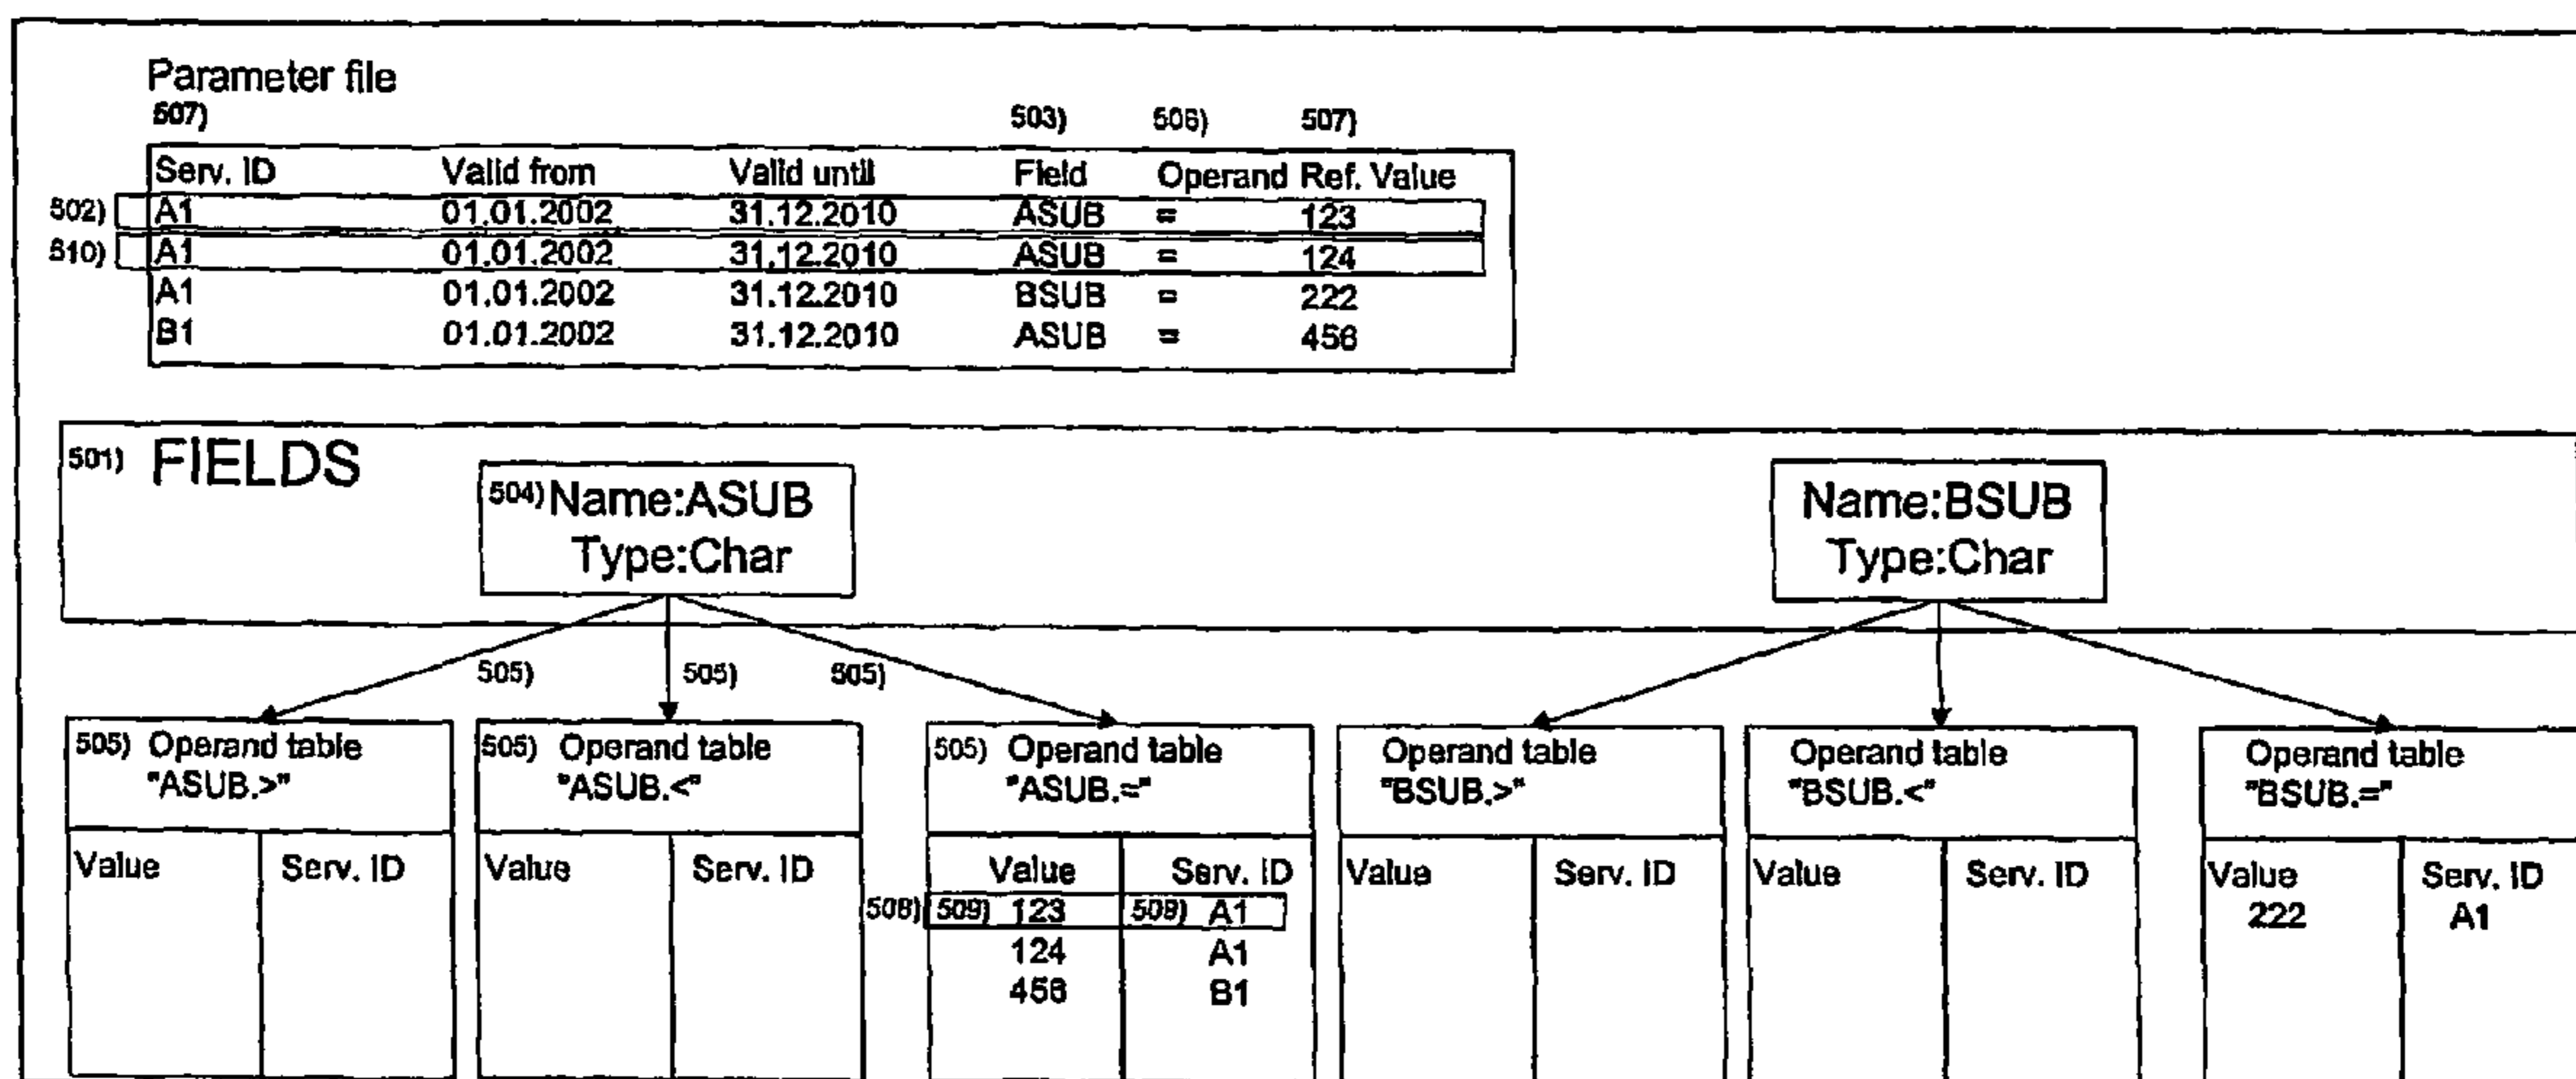 Parameter file
507)
503) 506) 507)
Serv. ID Valid from Valid until Field Operand Ref. Value
502) A1 01.01.2002 31.12.2010 ASUB = 123
510) A1 01.01.2002 31.12.2010 ASUB = 124
A1 01.01.2002 31.12.2010 BSUB = 222
B1 01.01.2002 31.12.2010 ASUB = 456
501) FIELDS
504) Name:ASUB
Type:Char
Name:BSUB
Type:Char
505) 505) 505)
505) Operand table
"ASUB.>"
Value Serv. ID
505) Operand table
"ASUB.<"
Value Serv. ID
505) Operand table
"ASUB.="
Value Serv. ID
508) 509) 123 509) A1
124 A1
456 B1
Operand table
"BSUB.>"
Value Serv. ID
Operand table
"BSUB.<"
Value Serv. ID
Operand table
"BSUB.="
Value Serv. ID
222 A1